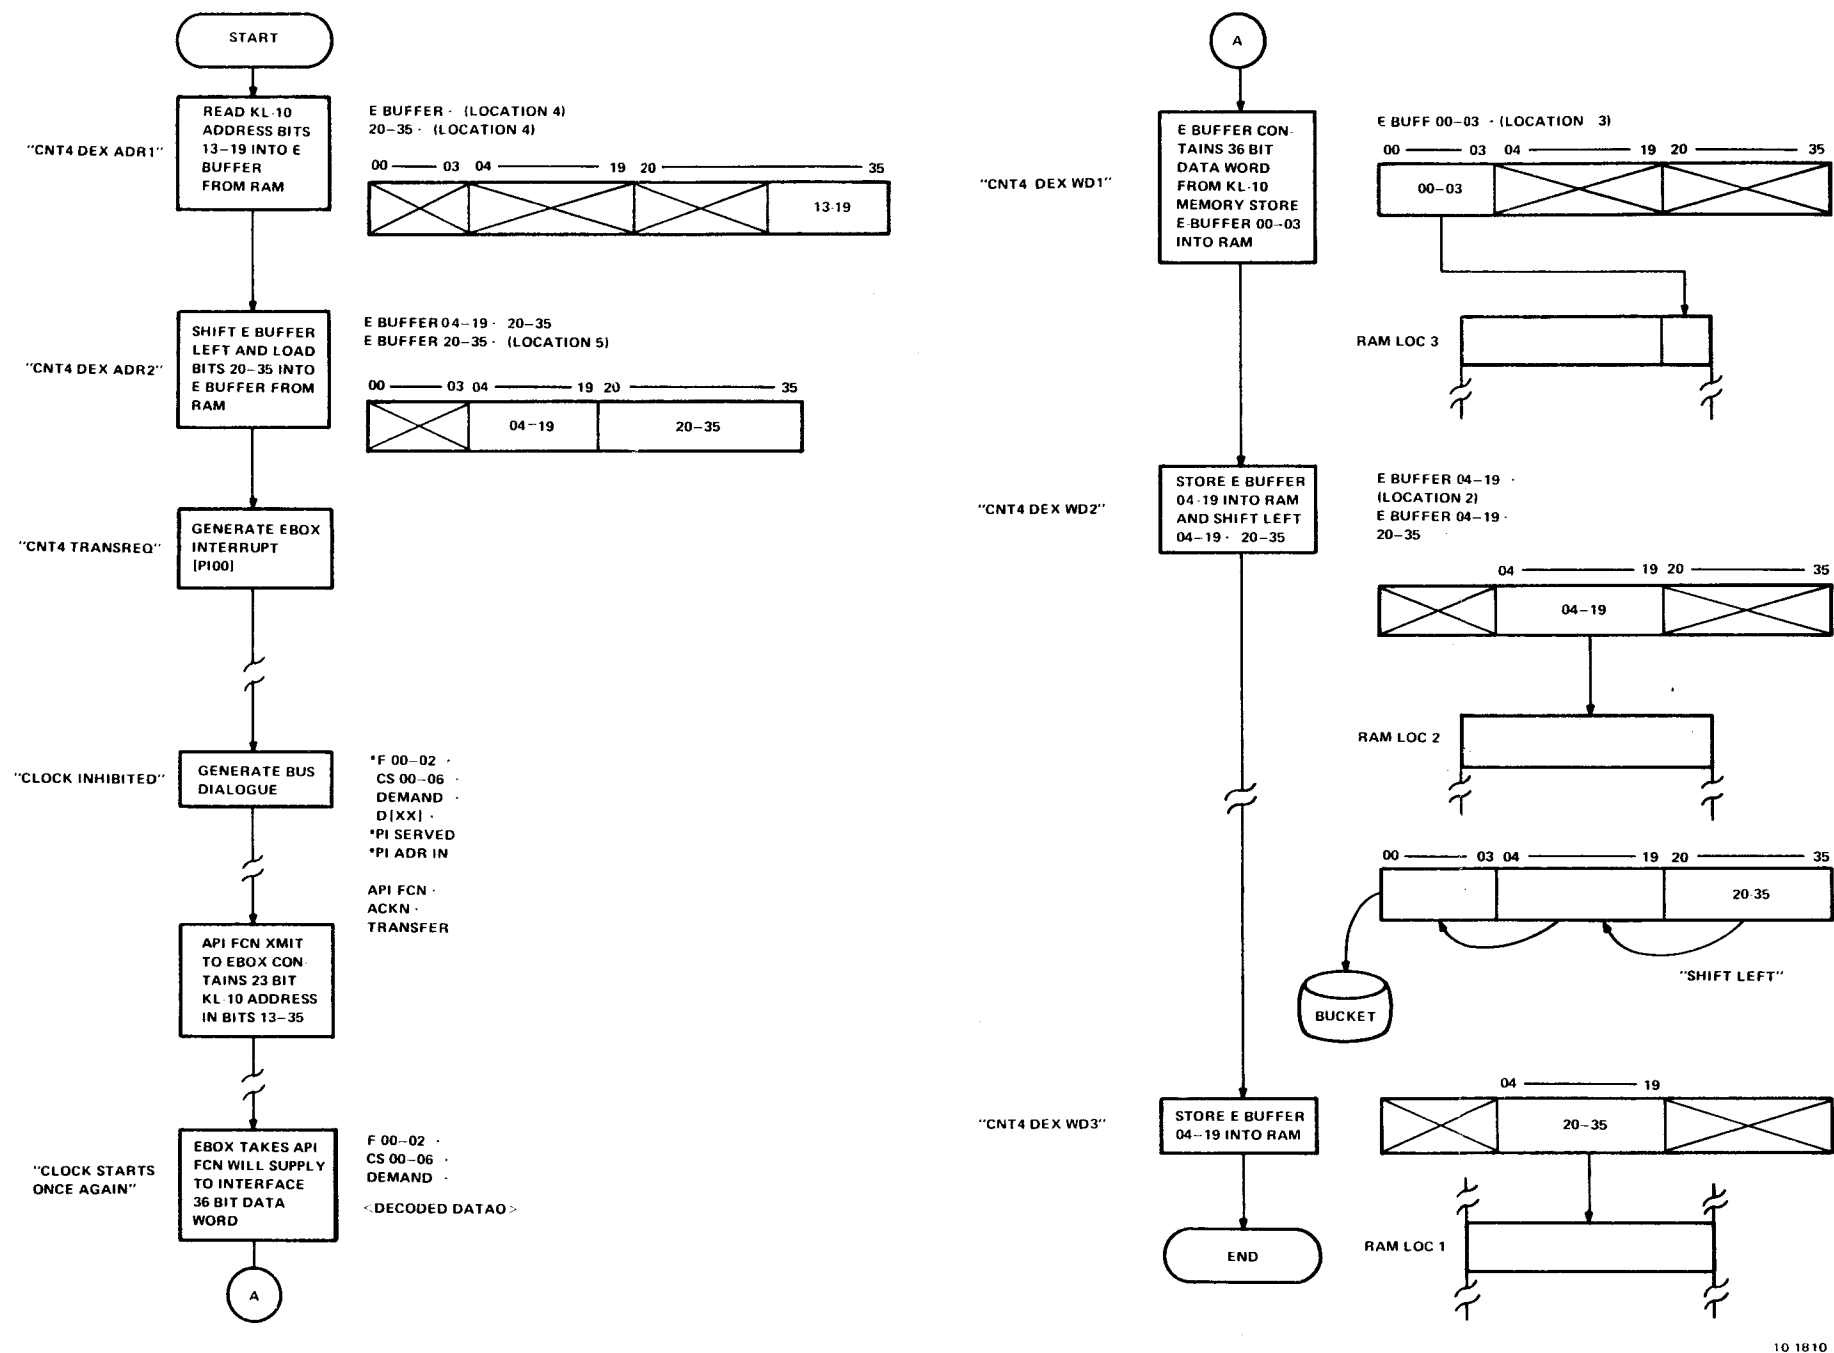 START
"CNT4 DEX ADR1"
READ KL-10
ADDRESS BITS
13-19 INTO E
BUFFER
FROM RAM
E BUFFER · (LOCATION 4)
20-35 · (LOCATION 4)
00 03 04 19 20 35
13-19
"CNT4 DEX ADR2"
SHIFT E BUFFER
LEFT AND LOAD
BITS 20-35 INTO
E BUFFER FROM
RAM
E BUFFER 04-19 · 20-35
E BUFFER 20-35 · (LOCATION 5)
00 03 04 19 20 35
04-19 20-35
"CNT4 TRANSREQ"
GENERATE EBOX
INTERRUPT
[PI00]
"CLOCK INHIBITED"
GENERATE BUS
DIALOGUE
*F 00-02 ·
CS 00-06 ·
DEMAND ·
D[XX] ·
*PI SERVED
*PI ADR IN
API FCN ·
ACKN ·
TRANSFER
API FCN XMIT
TO EBOX CON-
TAINS 23 BIT
KL-10 ADDRESS
IN BITS 13-35
"CLOCK STARTS
ONCE AGAIN"
EBOX TAKES API
FCN WILL SUPPLY
TO INTERFACE
36 BIT DATA
WORD
F 00-02 ·
CS 00-06 ·
DEMAND ·
<DECODED DATAO>
A
A
"CNT4 DEX WD1"
E BUFFER CON-
TAINS 36 BIT
DATA WORD
FROM KL-10
MEMORY STORE
E-BUFFER 00-03
INTO RAM
E BUFF 00-03 · (LOCATION 3)
00 03 04 19 20 35
00-03
RAM LOC 3
"CNT4 DEX WD2"
STORE E BUFFER
04-19 INTO RAM
AND SHIFT LEFT
04-19 · 20-35
E BUFFER 04-19 ·
(LOCATION 2)
E BUFFER 04-19 ·
20-35
04 19 20 35
04-19
RAM LOC 2
00 03 04 19 20 35
20-35
"SHIFT LEFT"
BUCKET
"CNT4 DEX WD3"
STORE E BUFFER
04-19 INTO RAM
04 19
20-35
RAM LOC 1
END
10 1810